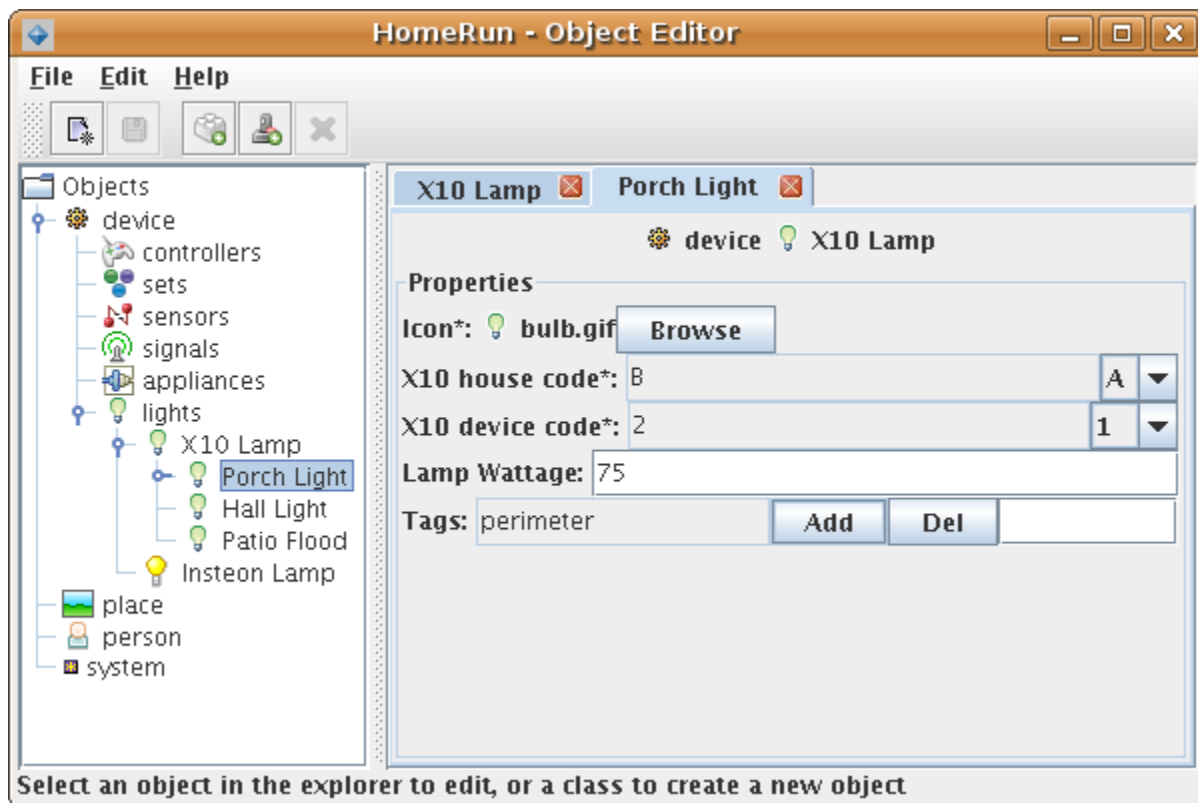 HomeRun - Object Editor
File Edit Help
Objects
device
controllers
sets
sensors
signals
appliances
lights
X10 Lamp
Porch Light
Hall Light
Patio Flood
Insteon Lamp
place
person
system
X10 Lamp Porch Light
device X10 Lamp
Properties
Icon*: bulb.gif Browse
X10 house code*: B A
X10 device code*: 2 1
Lamp Wattage: 75
Tags: perimeter Add Del
Select an object in the explorer to edit, or a class to create a new object